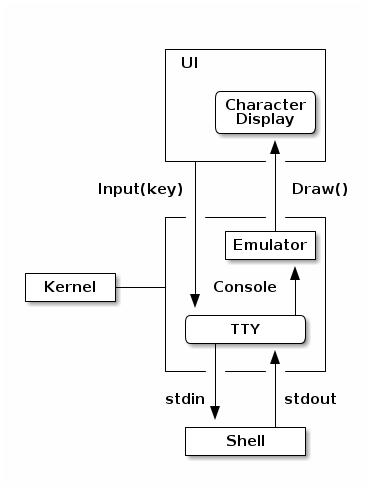 UI
Character
Display
Input(key)
Draw()
Emulator
Kernel
Console
TTY
stdin
stdout
Shell